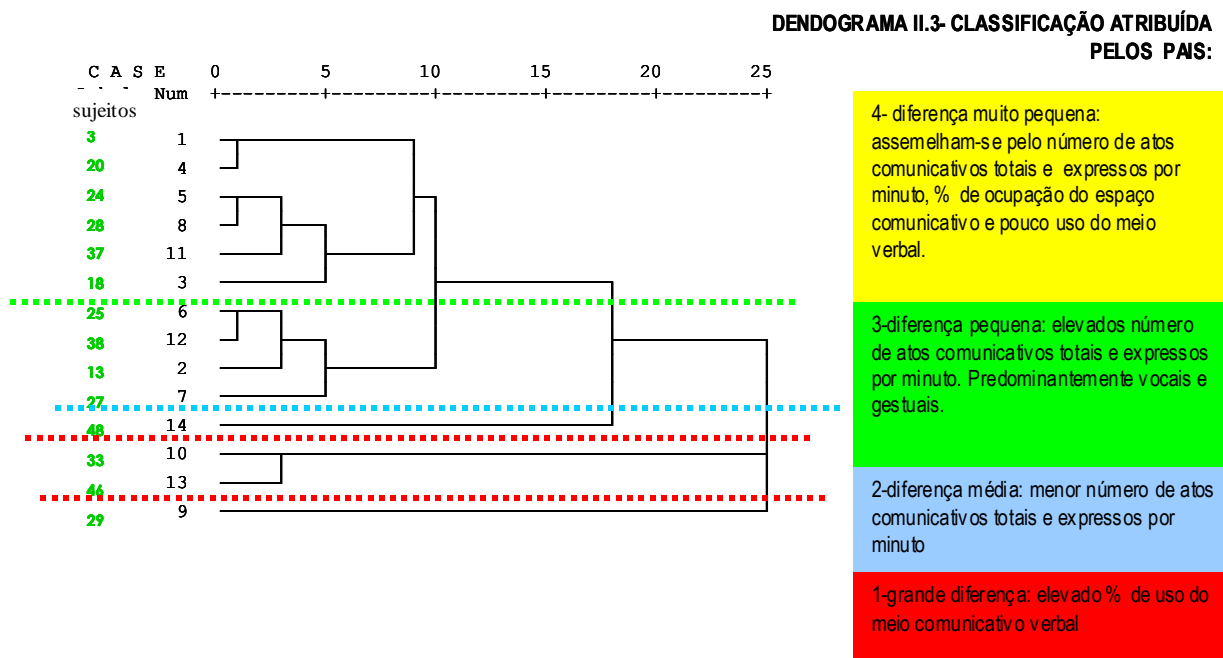 DENDOGRAMA II.3- CLASSIFICAÇÃO ATRIBUÍDA
PELOS PAIS:
C A S E 0 5 10 15 20 25
Num +---------+---------+---------+---------+---------+
sujeitos
3 1
20 4
24 5
28 8
37 11
18 3
25 6
38 12
13 2
27 7
48 14
33 10
46 13
29 9
4- diferença muito pequena:
assemelham-se pelo número de atos
comunicativos totais e expressos por
minuto, % de ocupação do espaço
comunicativo e pouco uso do meio
verbal.
3-diferença pequena: elevados número
de atos comunicativos totais e expressos
por minuto. Predominantemente vocais e
gestuais.
2-diferença média: menor número de atos
comunicativos totais e expressos por
minuto
1-grande diferença: elevado % de uso do
meio comunicativo verbal